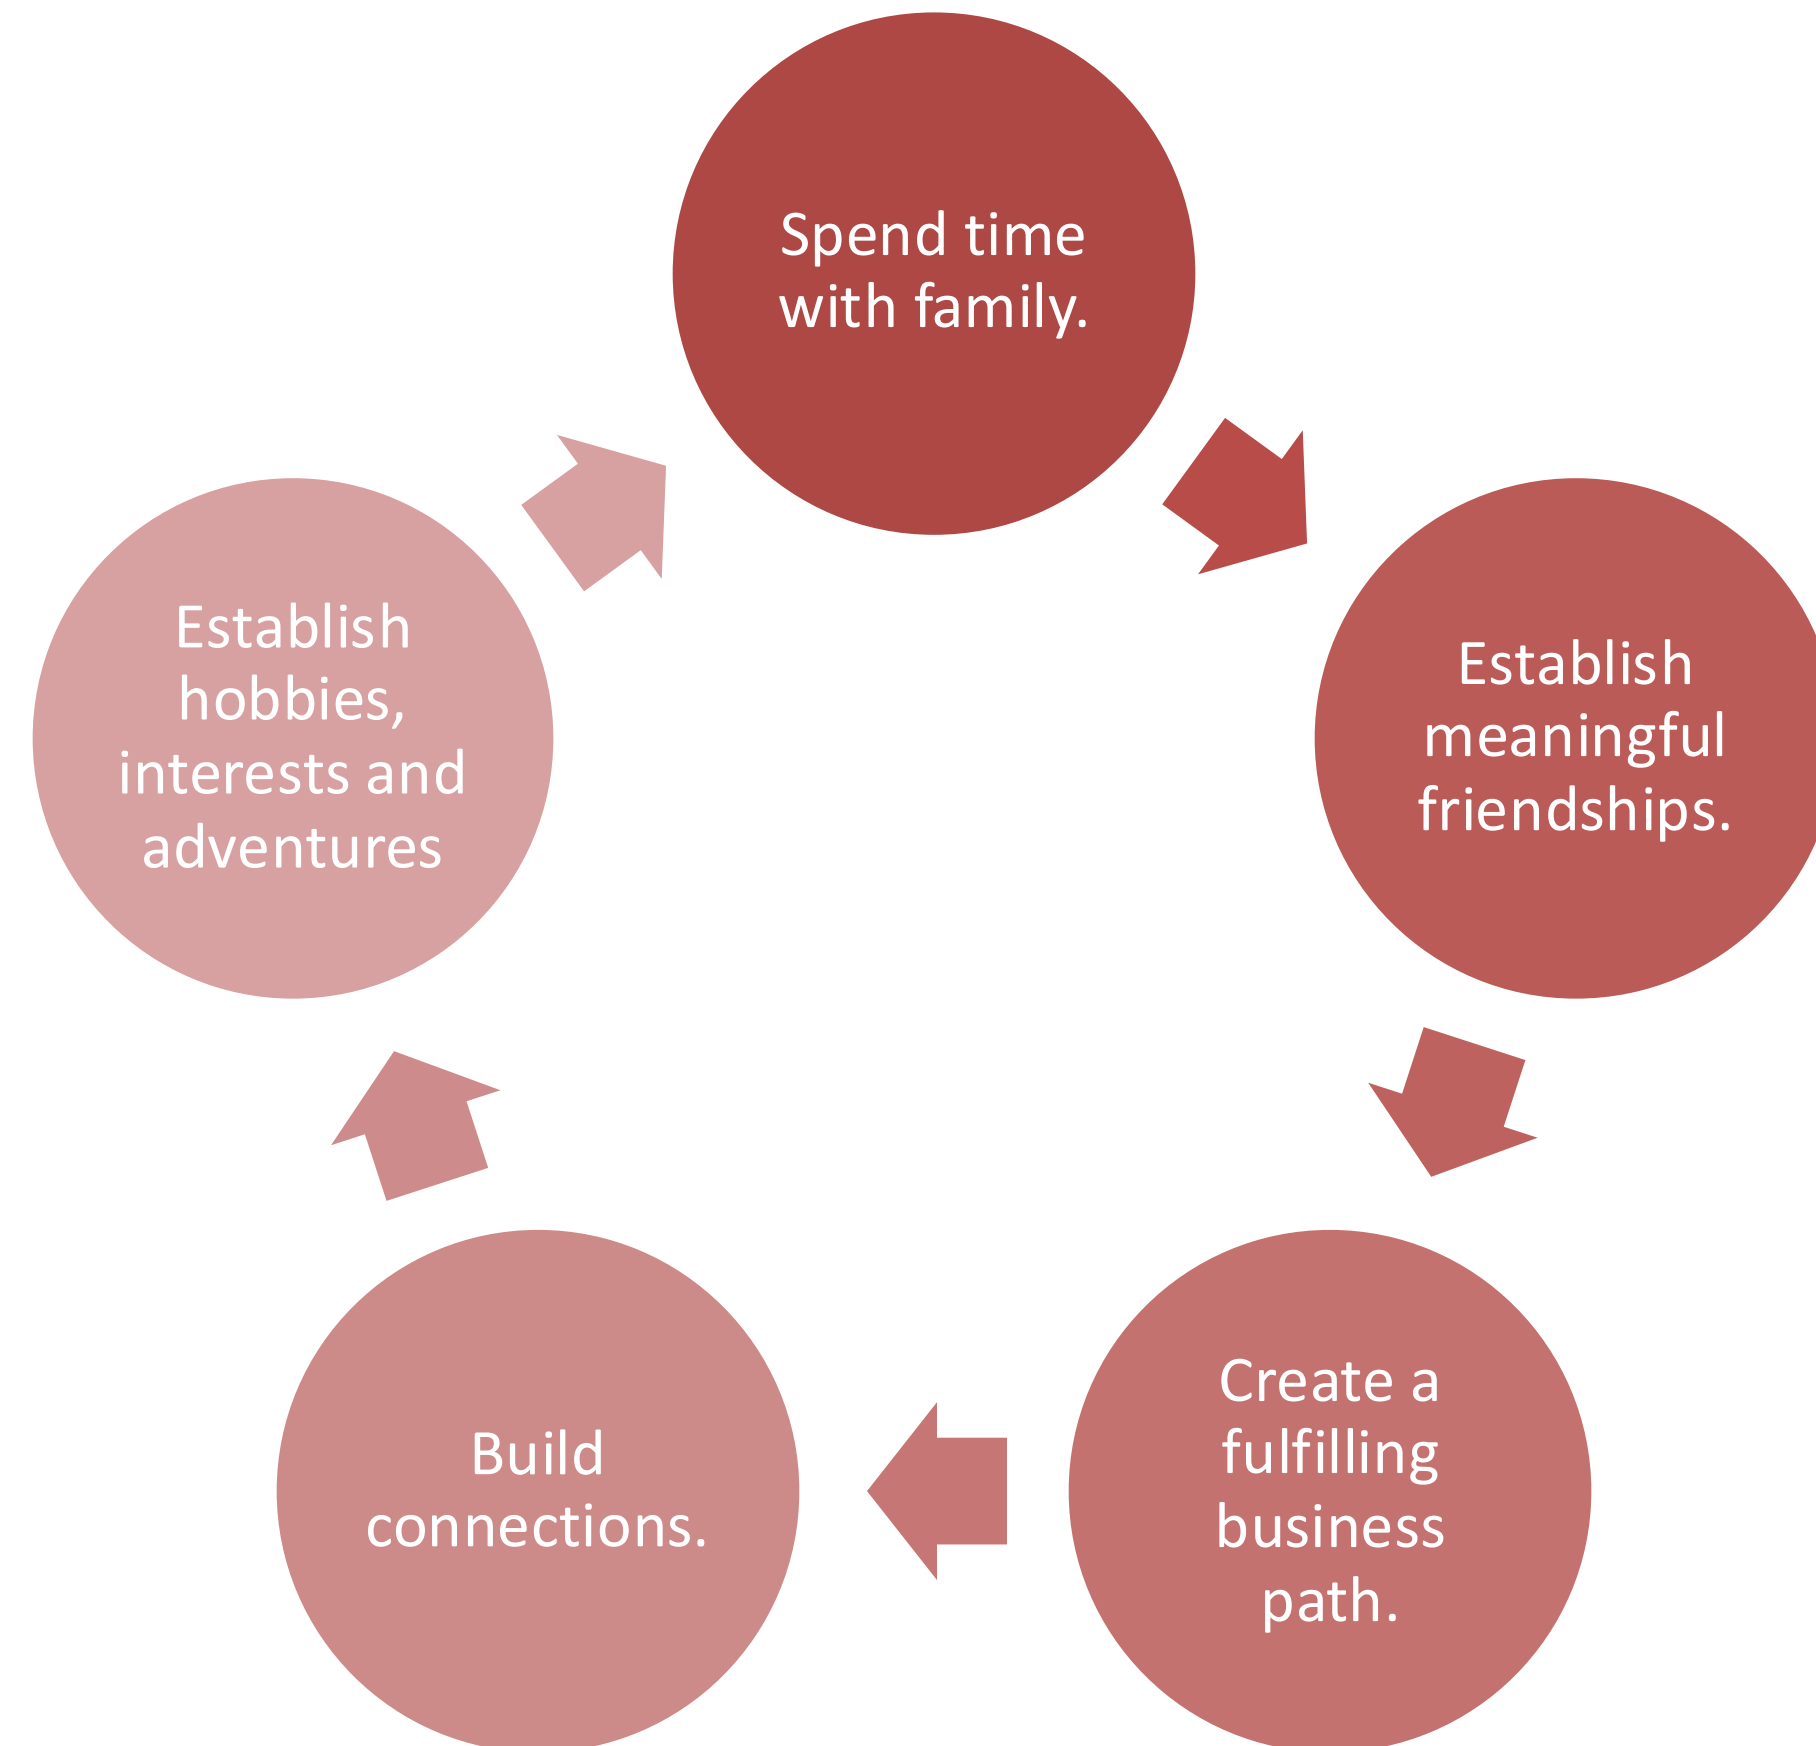 Spend time
with family.
Establish
meaningful
friendships.
Create a
fulfilling
business
path.
Build
connections.
Establish
hobbies,
interests and
adventures